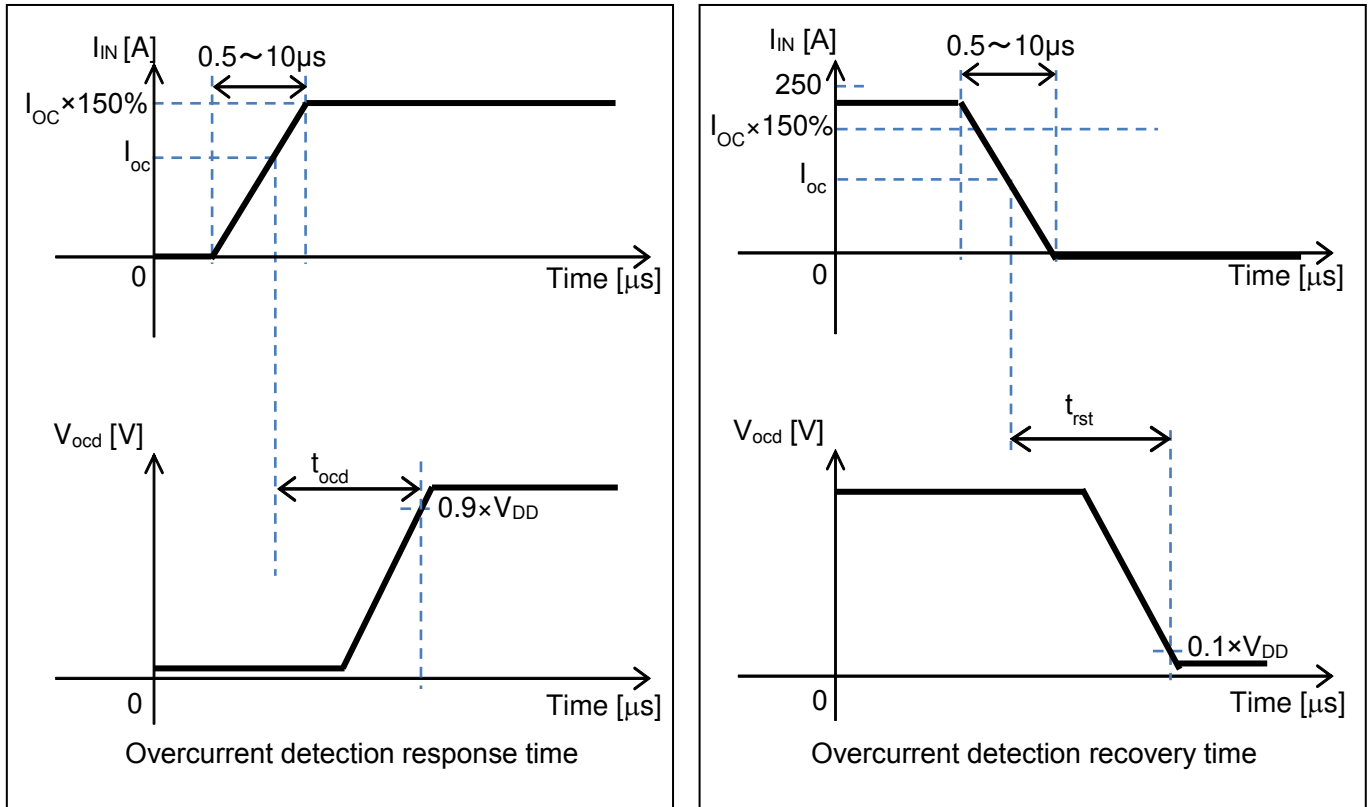 I_IN [A]
0.5～10µs
I_OC×150%
I_oc
0
Time [µs]
V_ocd [V]
t_ocd
0.9×V_DD
0
Time [µs]
Overcurrent detection response time
I_IN [A]
0.5～10µs
250
I_OC×150%
I_oc
0
Time [µs]
t_rst
V_ocd [V]
0.1×V_DD
0
Time [µs]
Overcurrent detection recovery time